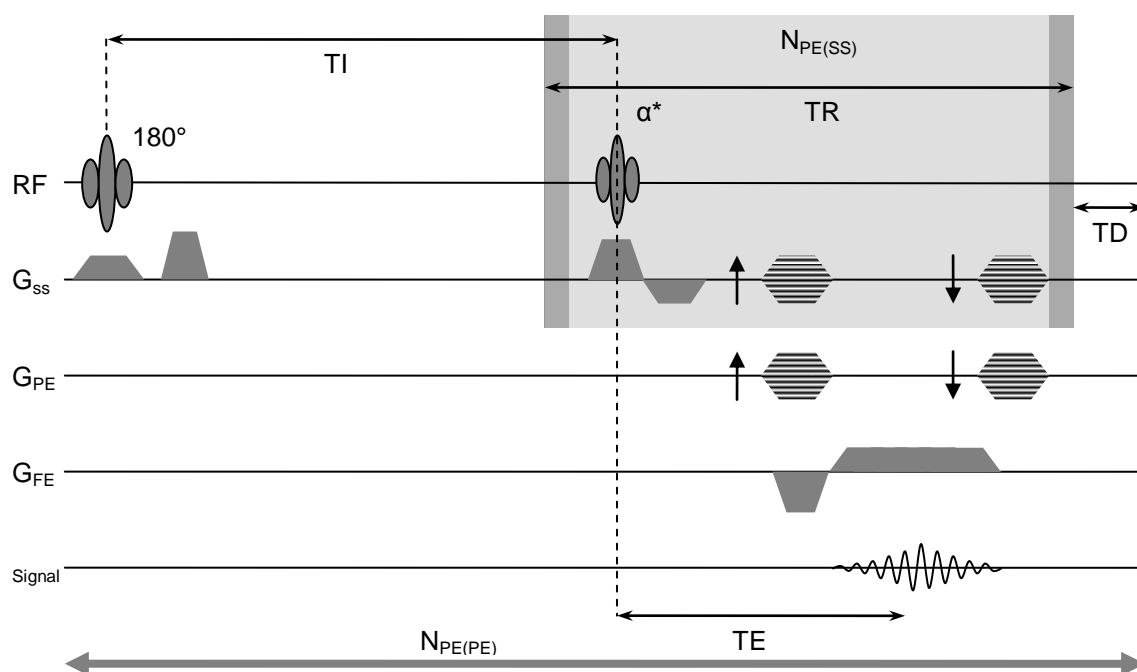 N_PE(SS)
TI
TR
α*
180°
RF
TD
G_ss
G_PE
G_FE
Signal
TE
N_PE(PE)